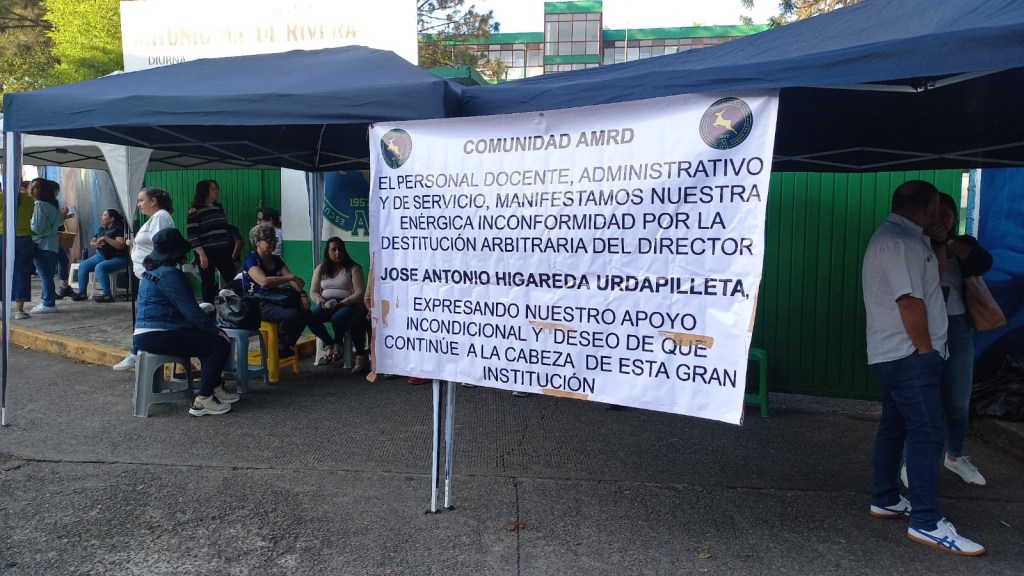 ANTONIO MA. DE RIVERA
DIURNA
COMUNIDAD AMRD
EL PERSONAL DOCENTE, ADMINISTRATIVO
Y DE SERVICIO, MANIFESTAMOS NUESTRA
ENÉRGICA INCONFORMIDAD POR LA
DESTITUCIÓN ARBITRARIA DEL DIRECTOR
JOSE ANTONIO HIGAREDA URDAPILLETA,
EXPRESANDO NUESTRO APOYO
INCONDICIONAL Y DESEO DE QUE
CONTINÚE A LA CABEZA DE ESTA GRAN
INSTITUCIÓN
1957